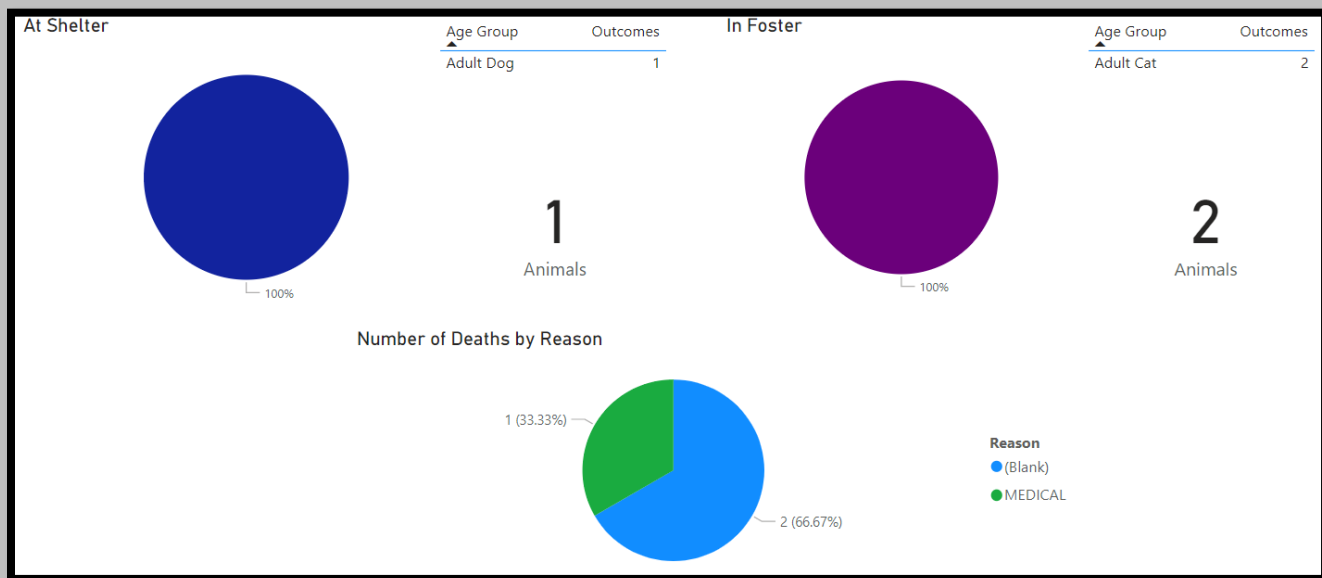 At Shelter
Age Group Outcomes
Adult Dog 1
1
Animals
100%
In Foster
Age Group Outcomes
Adult Cat 2
2
Animals
100%
Number of Deaths by Reason
1 (33.33%)
2 (66.67%)
Reason
(Blank)
MEDICAL